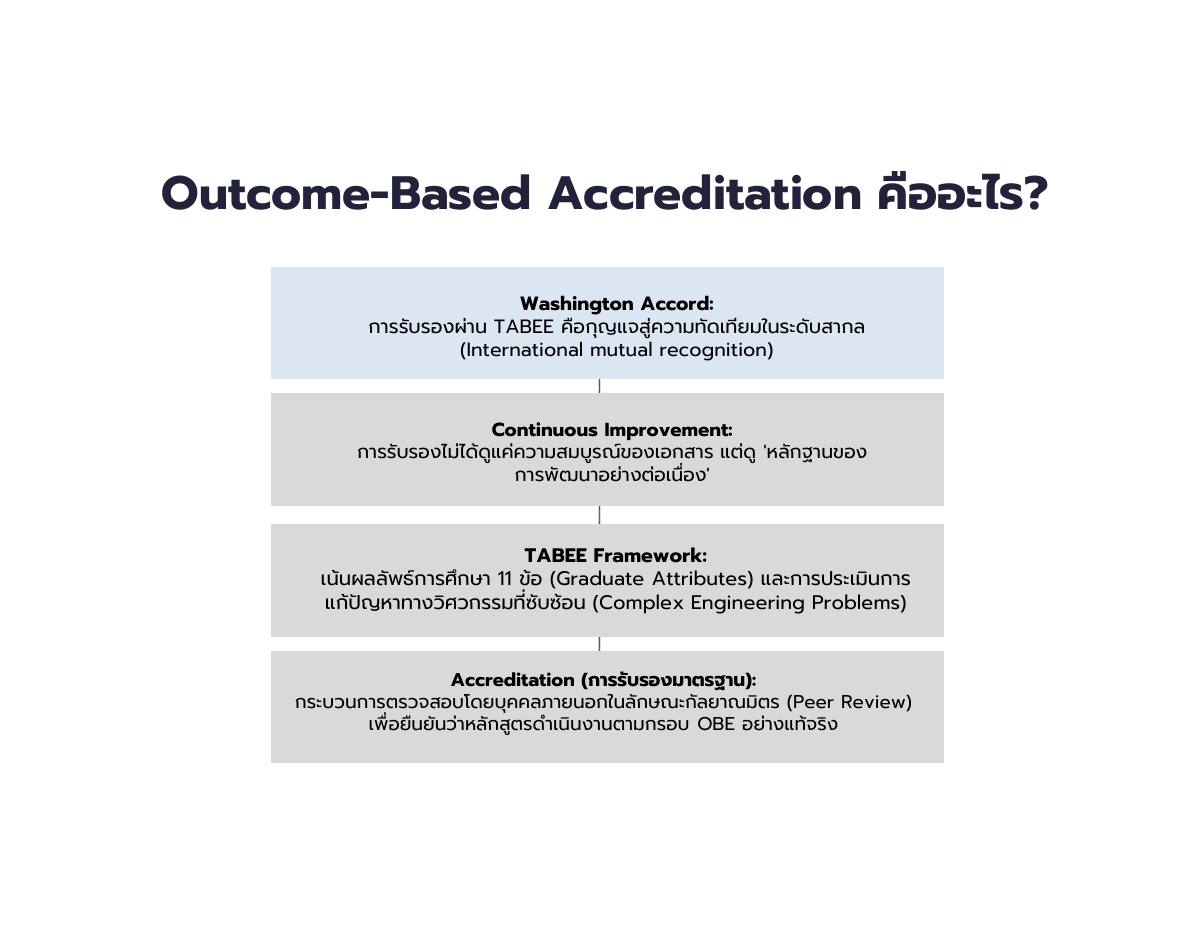 Outcome-Based Accreditation คืออะไร?
Washington Accord:
การรับรองผ่าน TABEE คือกุญแจสู่ความทัดเทียมในระดับสากล
(International mutual recognition)
Continuous Improvement:
การรับรองไม่ได้ดูแค่ความสมบูรณ์ของเอกสาร แต่ดู 'หลักฐานของ
การพัฒนาอย่างต่อเนื่อง'
TABEE Framework:
เน้นผลลัพธ์การศึกษา 11 ข้อ (Graduate Attributes) และการประเมินการ
แก้ปัญหาทางวิศวกรรมที่ซับซ้อน (Complex Engineering Problems)
Accreditation (การรับรองมาตรฐาน):
กระบวนการตรวจสอบโดยบุคคลภายนอกในลักษณะกัลยาณมิตร (Peer Review)
เพื่อยืนยันว่าหลักสูตรดำเนินงานตามกรอบ OBE อย่างแท้จริง